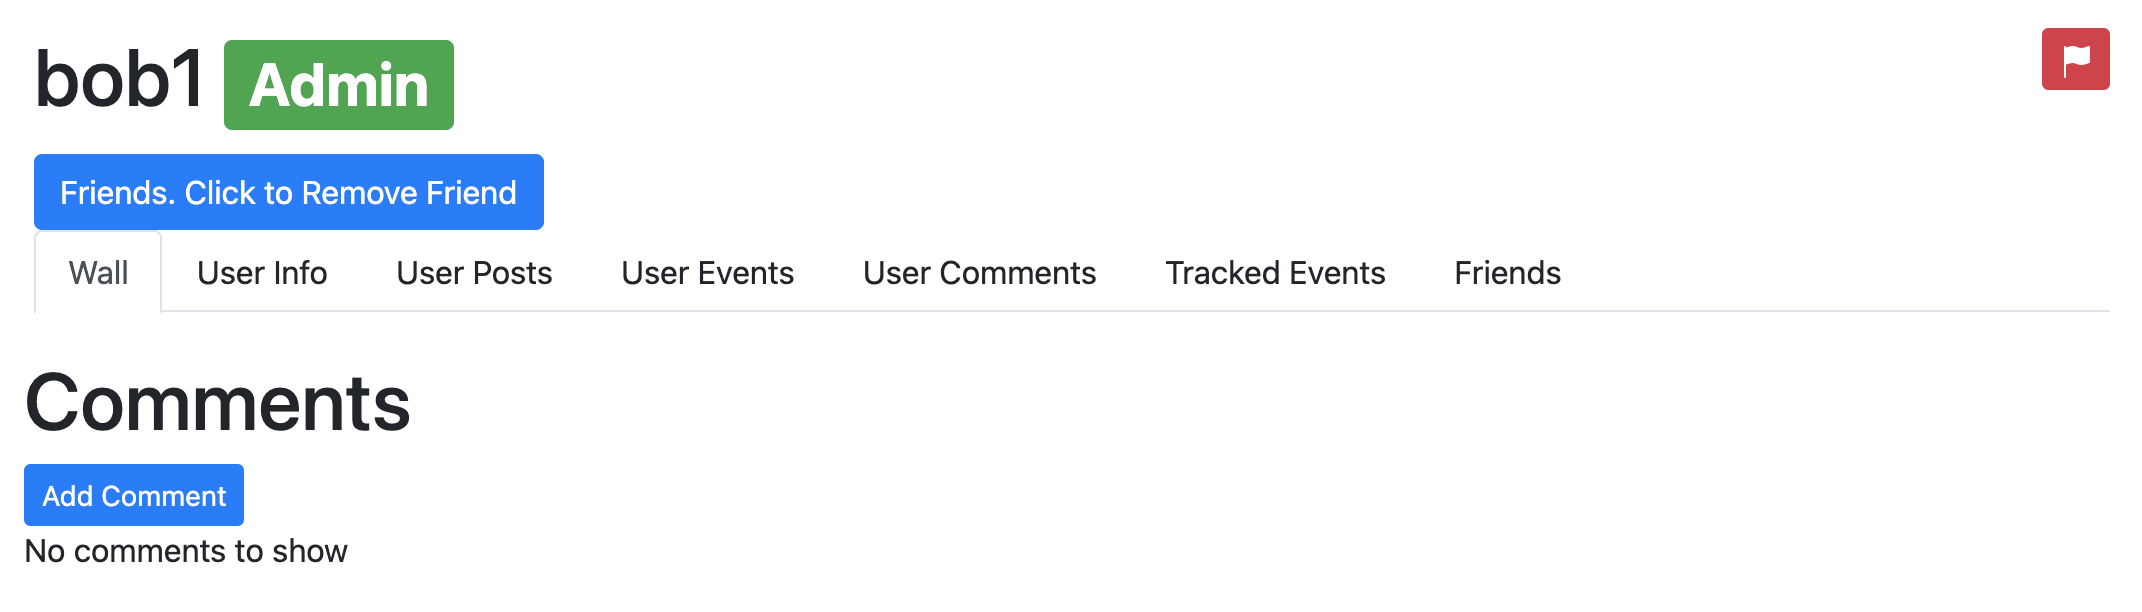 bob1 Admin
Friends. Click to Remove Friend
Wall User Info User Posts User Events User Comments Tracked Events Friends
Comments
Add Comment
No comments to show